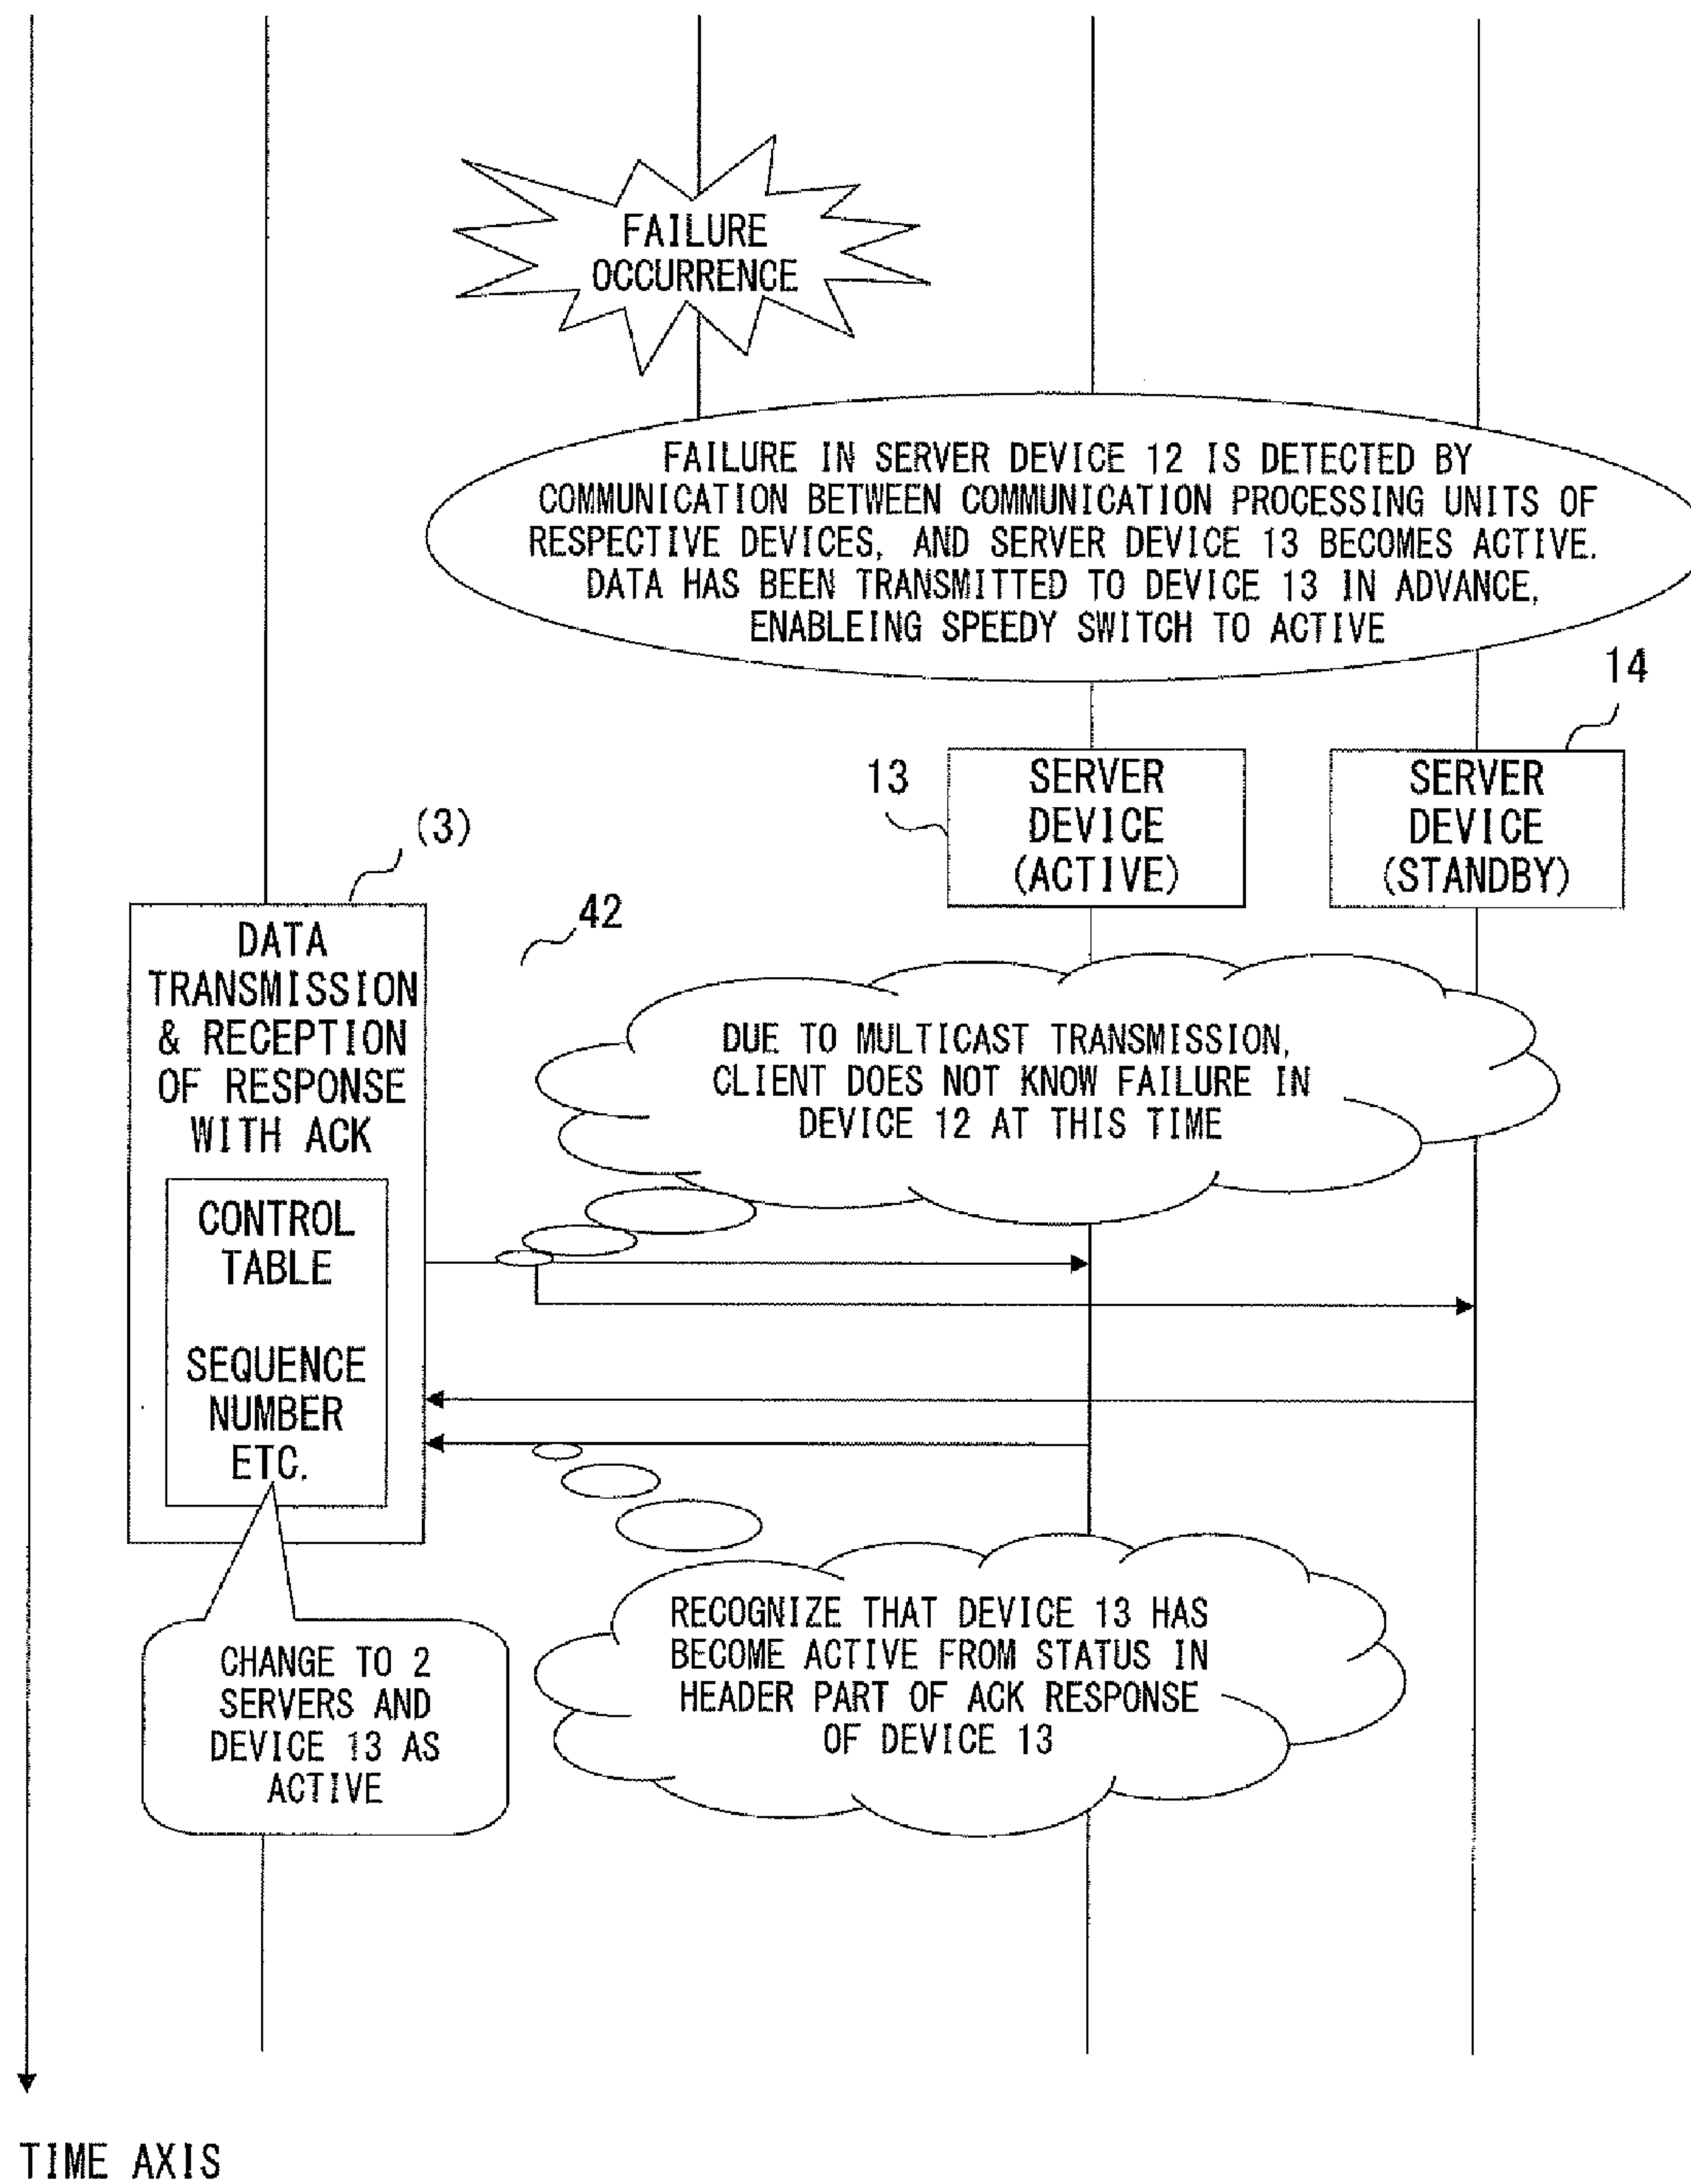 FAILURE
OCCURRENCE
FAILURE IN SERVER DEVICE 12 IS DETECTED BY
COMMUNICATION BETWEEN COMMUNICATION PROCESSING UNITS OF
RESPECTIVE DEVICES, AND SERVER DEVICE 13 BECOMES ACTIVE.
DATA HAS BEEN TRANSMITTED TO DEVICE 13 IN ADVANCE,
ENABLEING SPEEDY SWITCH TO ACTIVE
14
13
SERVER
DEVICE
(ACTIVE)
SERVER
DEVICE
(STANDBY)
(3)
42
DATA
TRANSMISSION
& RECEPTION
OF RESPONSE
WITH ACK
DUE TO MULTICAST TRANSMISSION,
CLIENT DOES NOT KNOW FAILURE IN
DEVICE 12 AT THIS TIME
CONTROL
TABLE
SEQUENCE
NUMBER
ETC.
CHANGE TO 2
SERVERS AND
DEVICE 13 AS
ACTIVE
RECOGNIZE THAT DEVICE 13 HAS
BECOME ACTIVE FROM STATUS IN
HEADER PART OF ACK RESPONSE
OF DEVICE 13
TIME AXIS